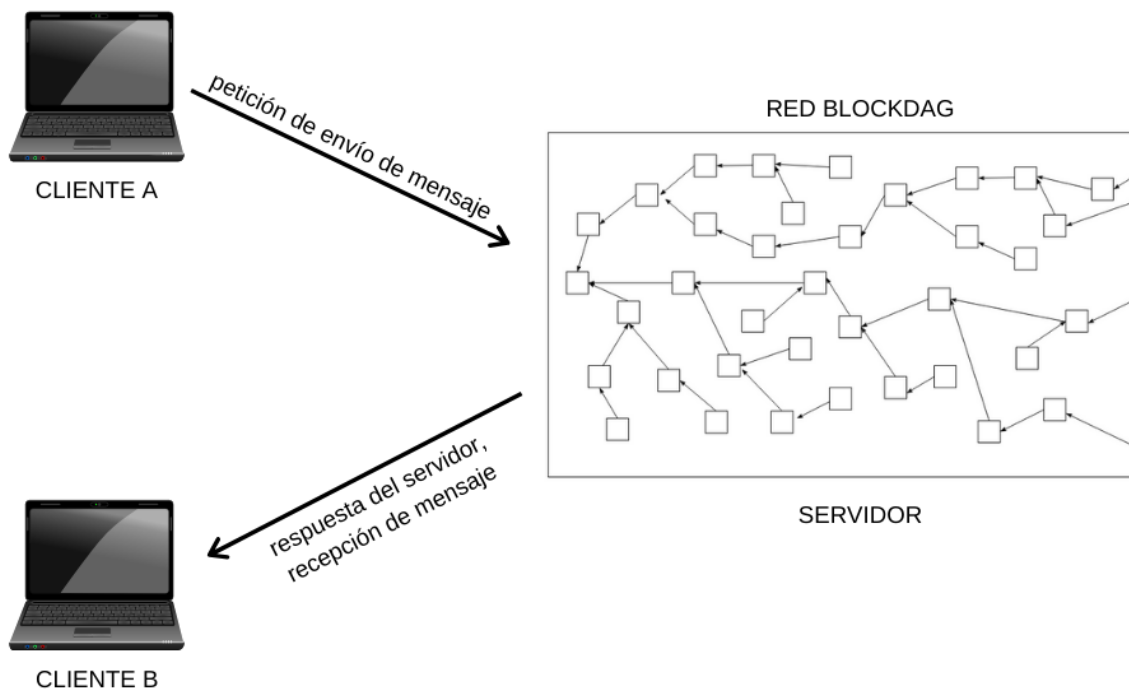 petición de envío de mensaje
CLIENTE A
RED BLOCKDAG
SERVIDOR
respuesta del servidor,
recepción de mensaje
CLIENTE B